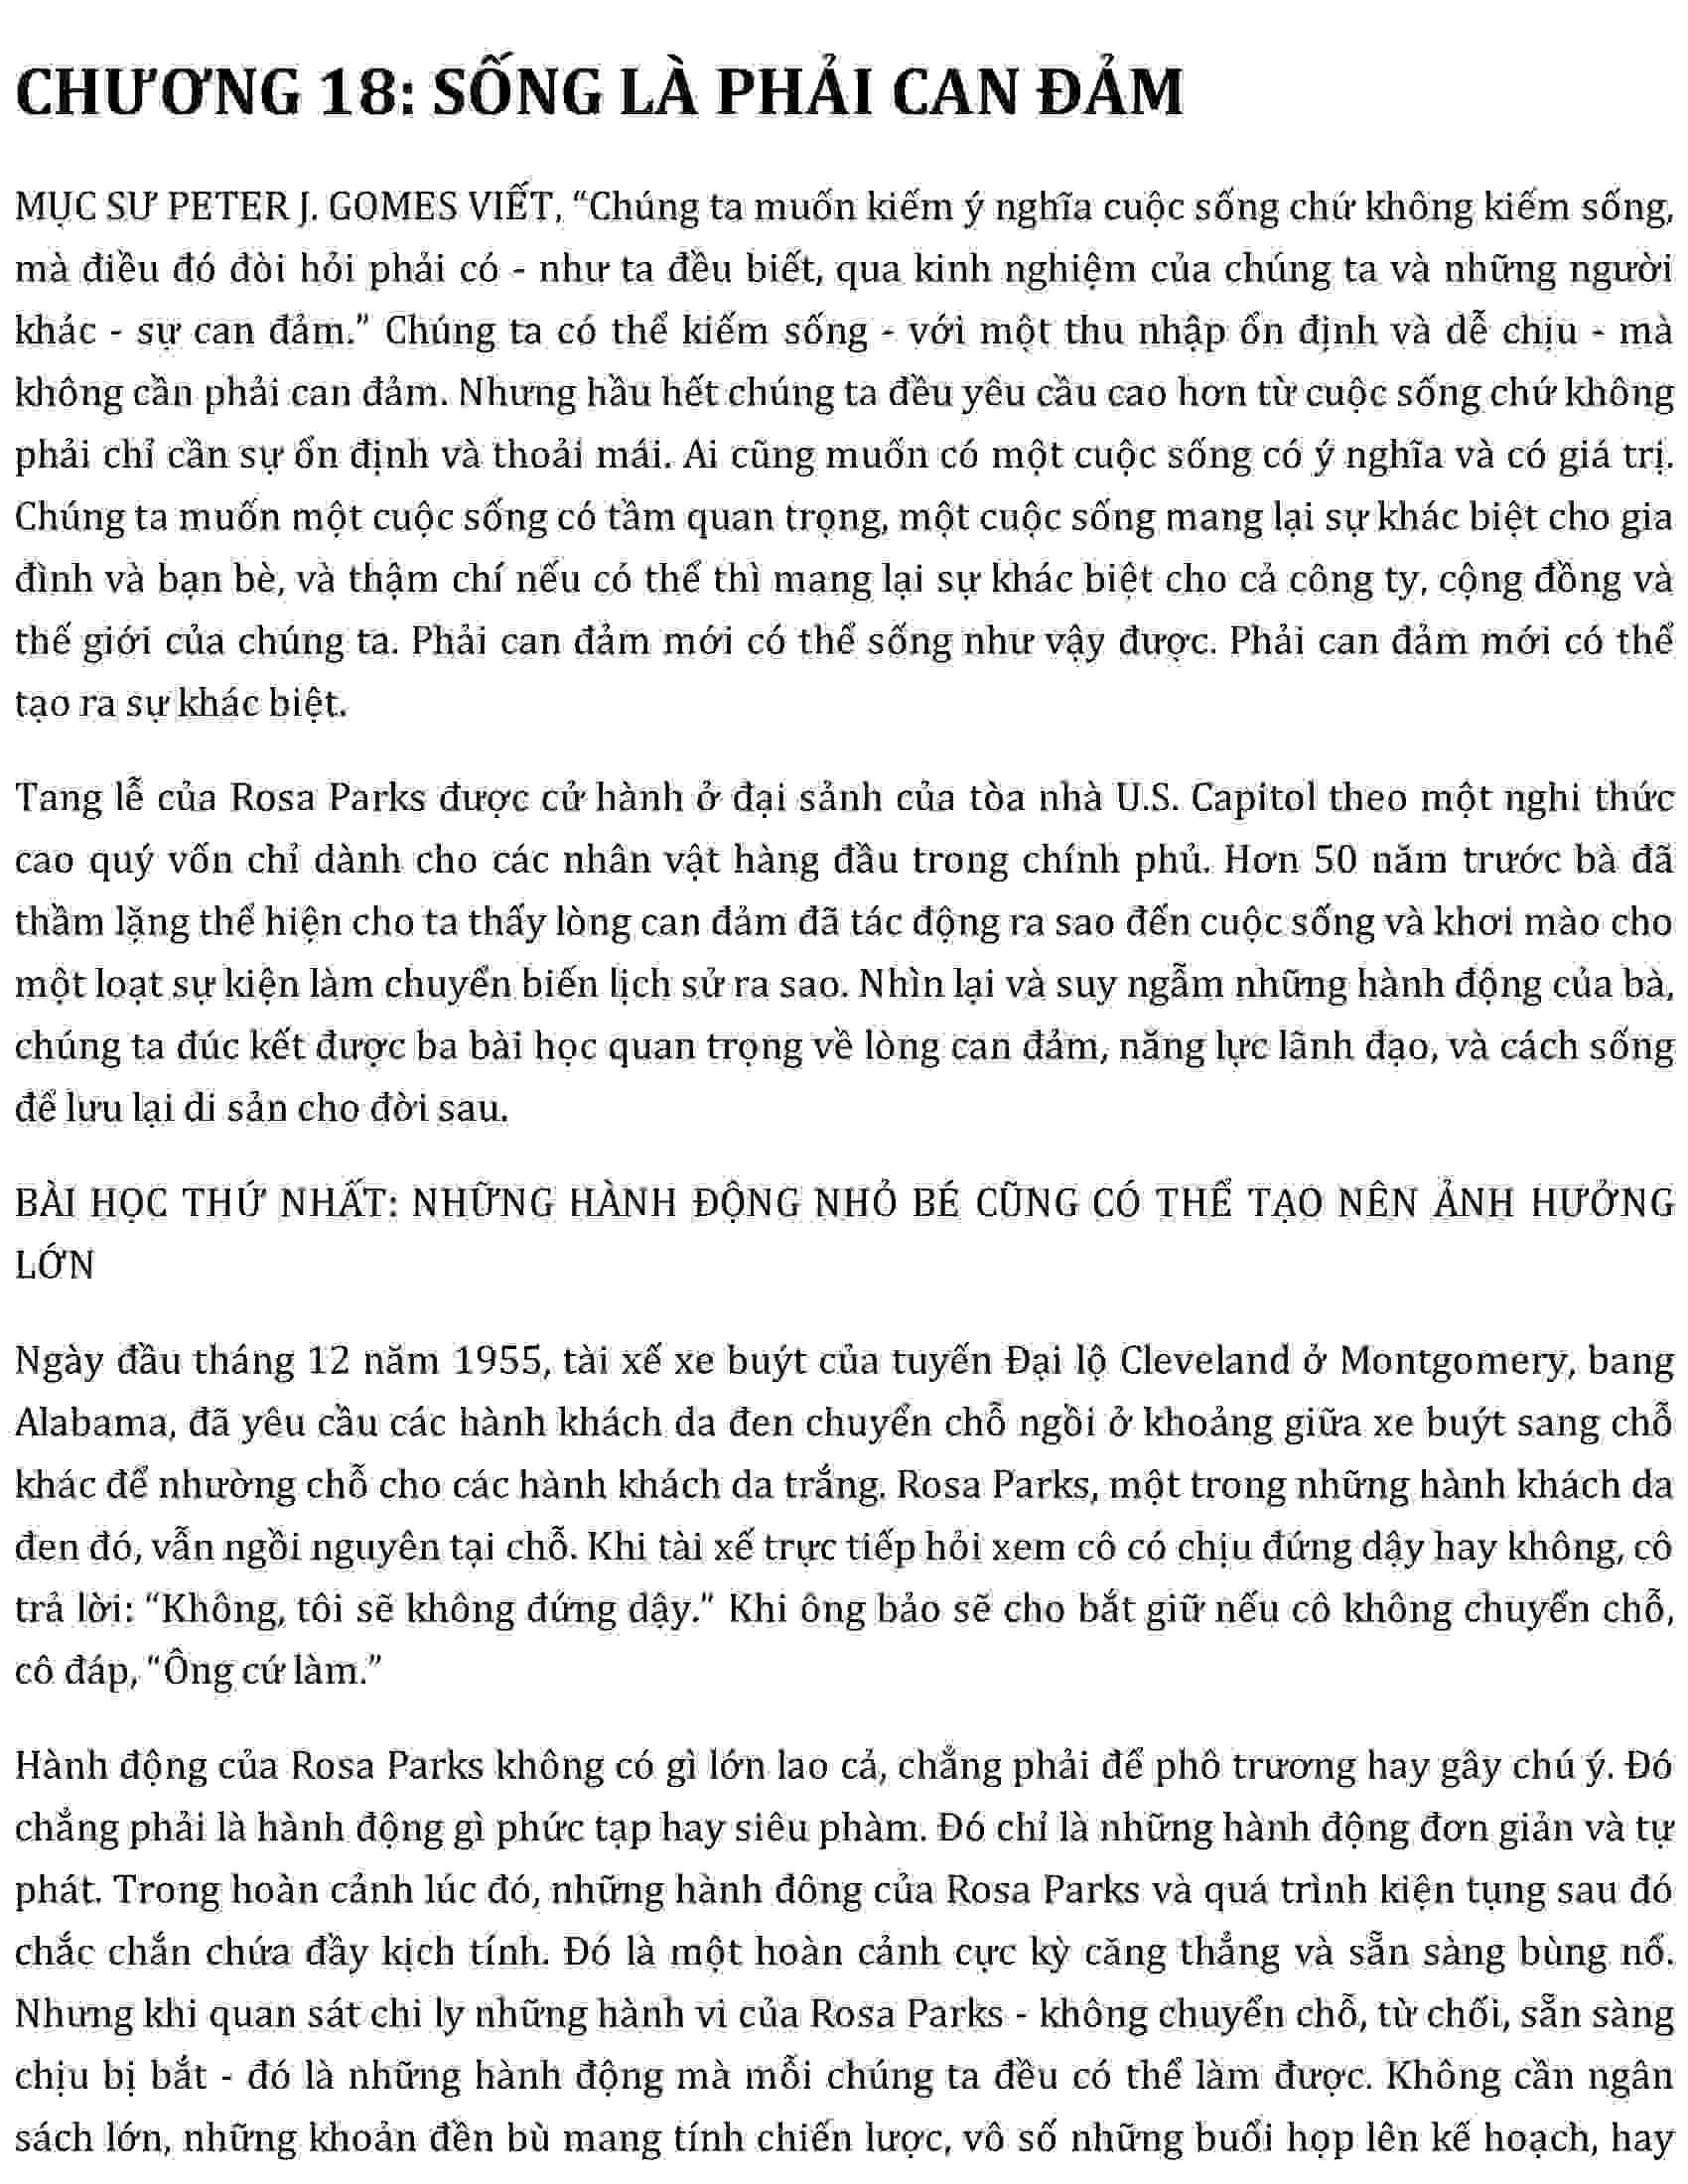 CHƯƠNG 18: SỐNG LÀ PHẢI CAN ĐẢM
MỤC SƯ PETER J. GOMES VIẾT, “Chúng ta muốn kiếm ý nghĩa cuộc sống chứ không kiếm sống,
mà điều đó đòi hỏi phải có - như ta đều biết, qua kinh nghiệm của chúng ta và những người
khác - sự can đảm.” Chúng ta có thể kiếm sống - với một thu nhập ổn định và dễ chịu - mà
không cần phải can đảm. Nhưng hầu hết chúng ta đều yêu cầu cao hơn từ cuộc sống chứ không
phải chỉ cần sự ổn định và thoải mái. Ai cũng muốn có một cuộc sống có ý nghĩa và có giá trị.
Chúng ta muốn một cuộc sống có tầm quan trọng, một cuộc sống mang lại sự khác biệt cho gia
đình và bạn bè, và thậm chí nếu có thể thì mang lại sự khác biệt cho cả công ty, cộng đồng và
thế giới của chúng ta. Phải can đảm mới có thể sống như vậy được. Phải can đảm mới có thể
tạo ra sự khác biệt.
Tang lễ của Rosa Parks được cử hành ở đại sảnh của tòa nhà U.S. Capitol theo một nghi thức
cao quý vốn chỉ dành cho các nhân vật hàng đầu trong chính phủ. Hơn 50 năm trước bà đã
thầm lặng thể hiện cho ta thấy lòng can đảm đã tác động ra sao đến cuộc sống và khơi mào cho
một loạt sự kiện làm chuyển biến lịch sử ra sao. Nhìn lại và suy ngẫm những hành động của bà,
chúng ta đúc kết được ba bài học quan trọng về lòng can đảm, năng lực lãnh đạo, và cách sống
để lưu lại di sản cho đời sau.
BÀI HỌC THỨ NHẤT: NHỮNG HÀNH ĐỘNG NHỎ BÉ CŨNG CÓ THỂ TẠO NÊN ẢNH HƯỞNG
LỚN
Ngày đầu tháng 12 năm 1955, tài xế xe buýt của tuyến Đại lộ Cleveland ở Montgomery, bang
Alabama, đã yêu cầu các hành khách da đen chuyển chỗ ngồi ở khoảng giữa xe buýt sang chỗ
khác để nhường chỗ cho các hành khách da trắng. Rosa Parks, một trong những hành khách da
đen đó, vẫn ngồi nguyên tại chỗ. Khi tài xế trực tiếp hỏi xem cô có chịu đứng dậy hay không, cô
trả lời: “Không, tôi sẽ không đứng dậy.” Khi ông bảo sẽ cho bắt giữ nếu cô không chuyển chỗ,
cô đáp, “Ông cứ làm.”
Hành động của Rosa Parks không có gì lớn lao cả, chẳng phải để phô trương hay gây chú ý. Đó
chẳng phải là hành động gì phức tạp hay siêu phàm. Đó chỉ là những hành động đơn giản và tự
phát. Trong hoàn cảnh lúc đó, những hành đông của Rosa Parks và quá trình kiện tụng sau đó
chắc chắn chứa đầy kịch tính. Đó là một hoàn cảnh cực kỳ căng thẳng và sẵn sàng bùng nổ.
Nhưng khi quan sát chi ly những hành vi của Rosa Parks - không chuyển chỗ, từ chối, sẵn sàng
chịu bị bắt - đó là những hành động mà mỗi chúng ta đều có thể làm được. Không cần ngân
sách lớn, những khoản đền bù mang tính chiến lược, vô số những buổi họp lên kế hoạch, hay